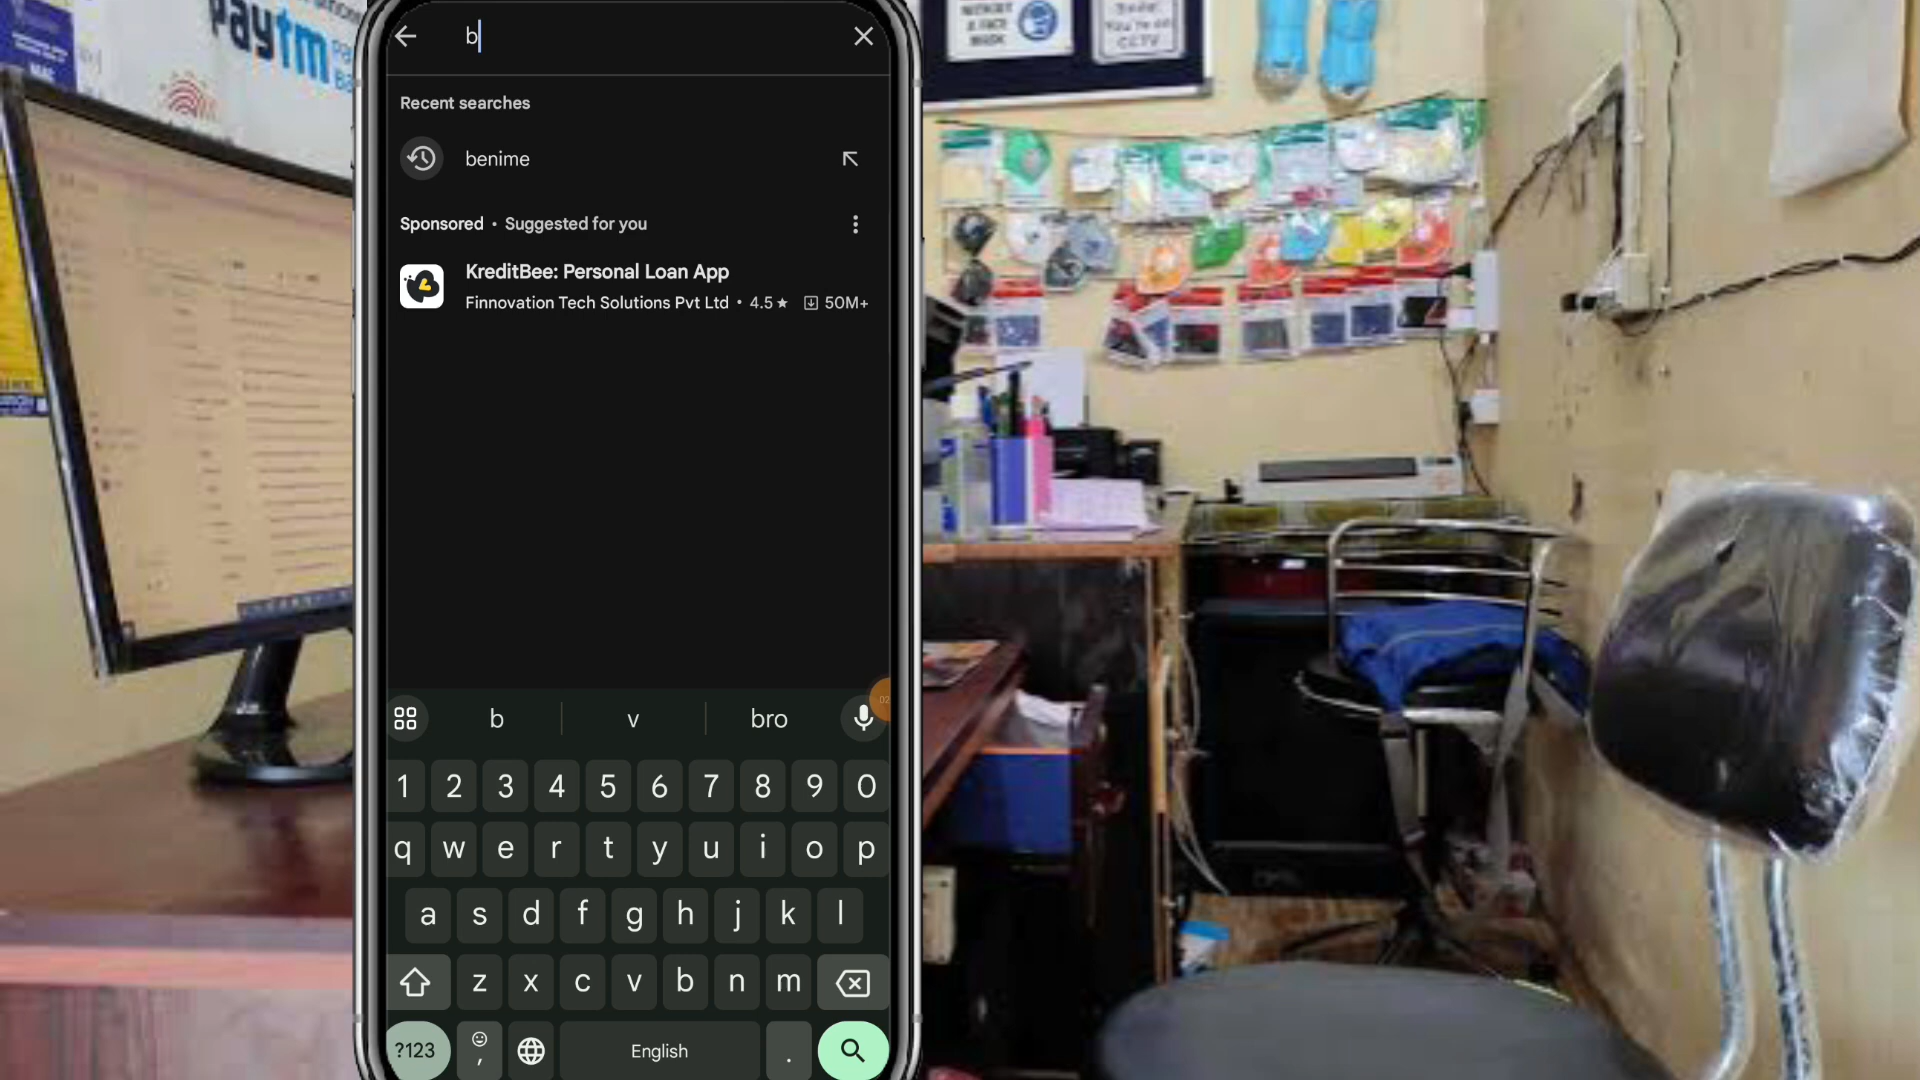 paytm
b
Recent searches
benime
Sponsored • Suggested for you
KreditBee: Personal Loan App
Finnovation Tech Solutions Pvt Ltd • 4.5★ 50M+
b v bro
1 2 3 4 5 6 7 8 9 0
q w e r t y u i o p
a s d f g h j k l
z x c v b n m
?123 , English .
CCTV